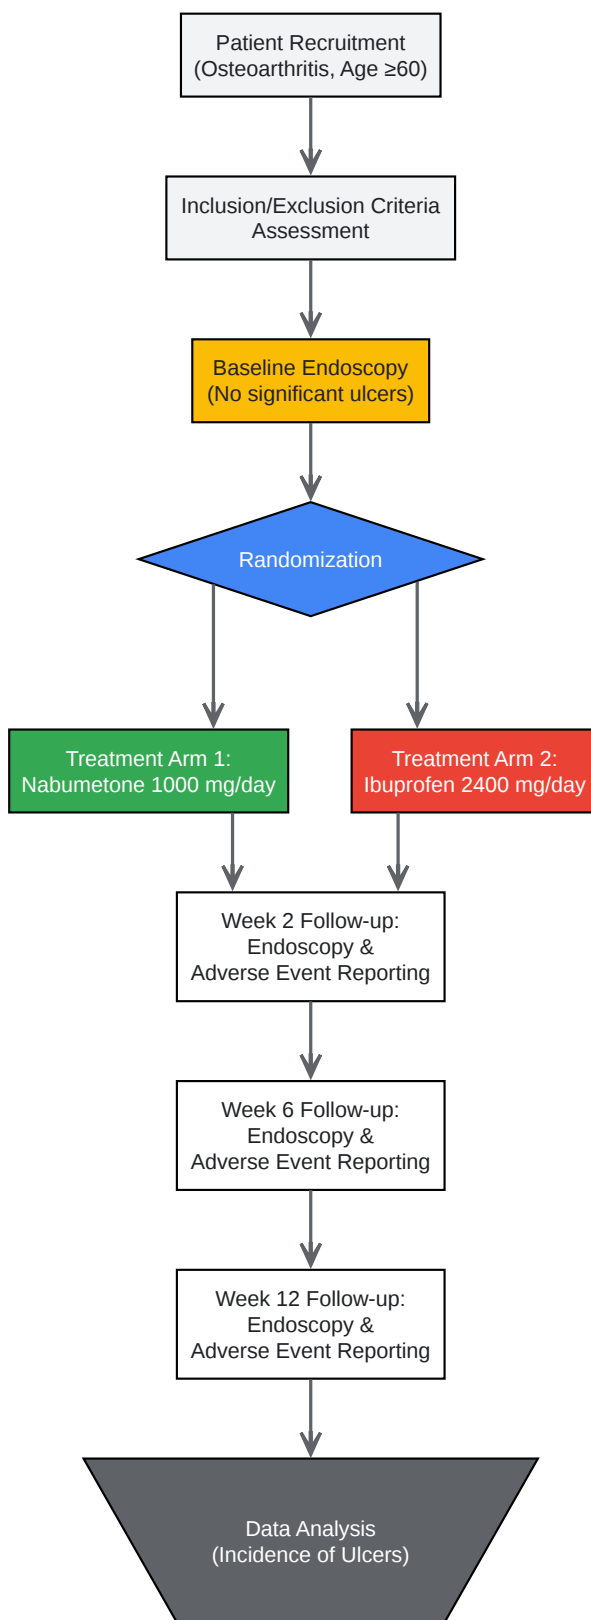 Patient Recruitment
(Osteoarthritis, Age ≥60)
Inclusion/Exclusion Criteria
Assessment
Baseline Endoscopy
(No significant ulcers)
Randomization
Treatment Arm 1:
Nabumetone 1000 mg/day
Treatment Arm 2:
Ibuprofen 2400 mg/day
Week 2 Follow-up:
Endoscopy &
Adverse Event Reporting
Week 6 Follow-up:
Endoscopy &
Adverse Event Reporting
Week 12 Follow-up:
Endoscopy &
Adverse Event Reporting
Data Analysis
(Incidence of Ulcers)